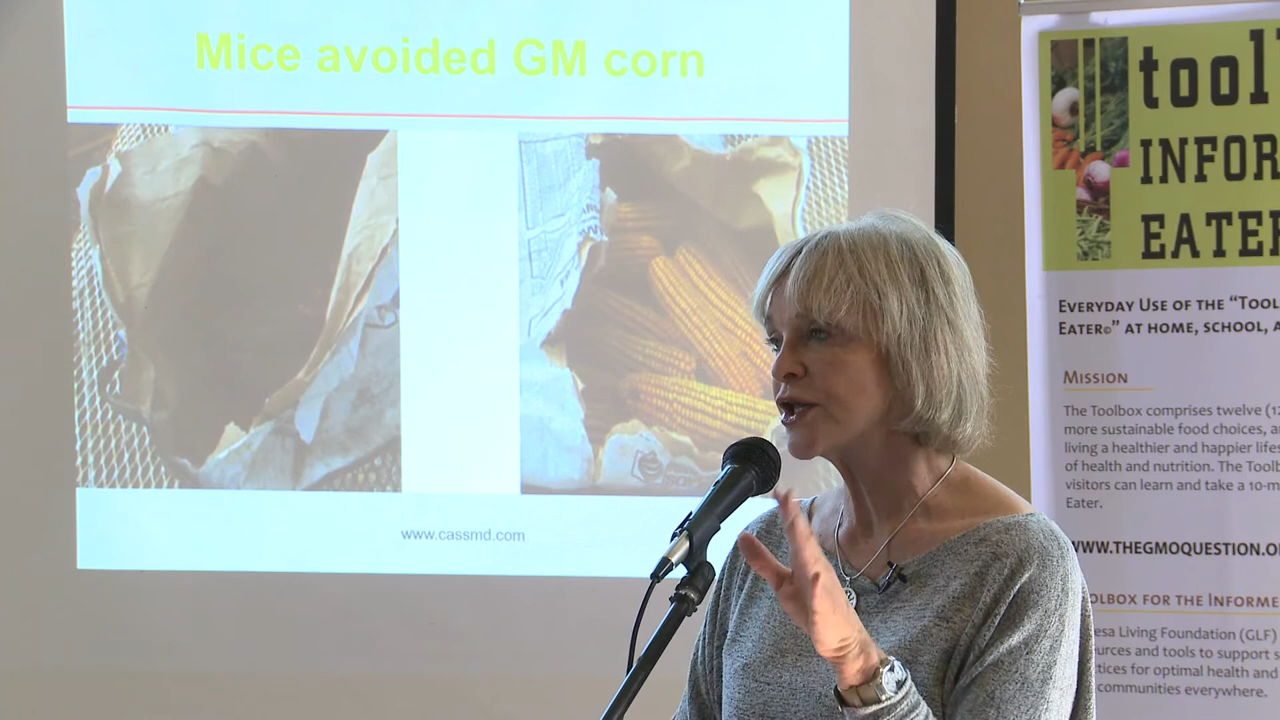 Mice avoided GM corn
www.cassmd.com
tool
INFOR
EATE
EVERYDAY USE OF THE “TOOL
EATER©” AT HOME, SCHOOL, A
MISSION
The Toolbox comprises twelve (1
more sustainable food choices, a
living a healthier and happier lifes
of health and nutrition. The Toolb
visitors can learn and take a 10-m
Eater.
WWW.THEGMOQUESTION.O
OLBOX FOR THE INFORME
esa Living Foundation (GLF)
urces and tools to support s
tices for optimal health and
communities everywhere.